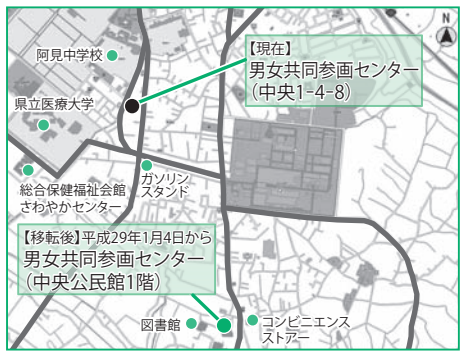 N
阿見中学校
【現在】
男女共同参画センター
（中央1-4-8）
県立医療大学
総合保健福祉会館
さわやかセンター
ガソリン
スタンド
【移転後】平成29年1月4日から
男女共同参画センター
（中央公民館1階）
図書館
コンビニエンス
ストアー